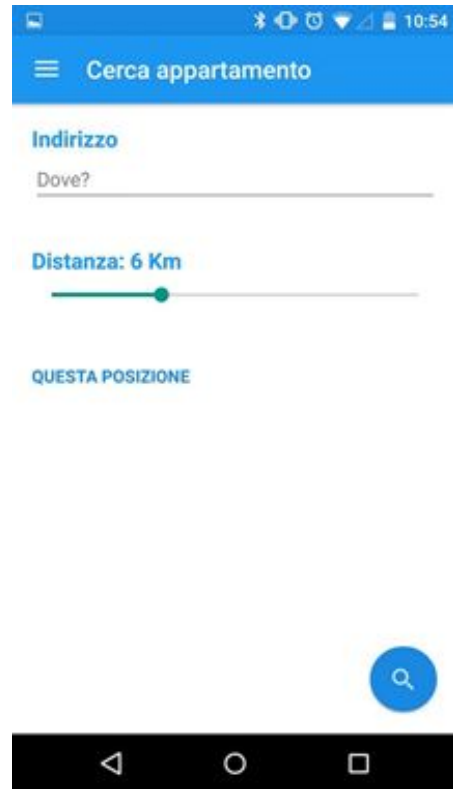 10:54
Cerca appartamento
Indirizzo
Dove?
Distanza: 6 Km
QUESTA POSIZIONE